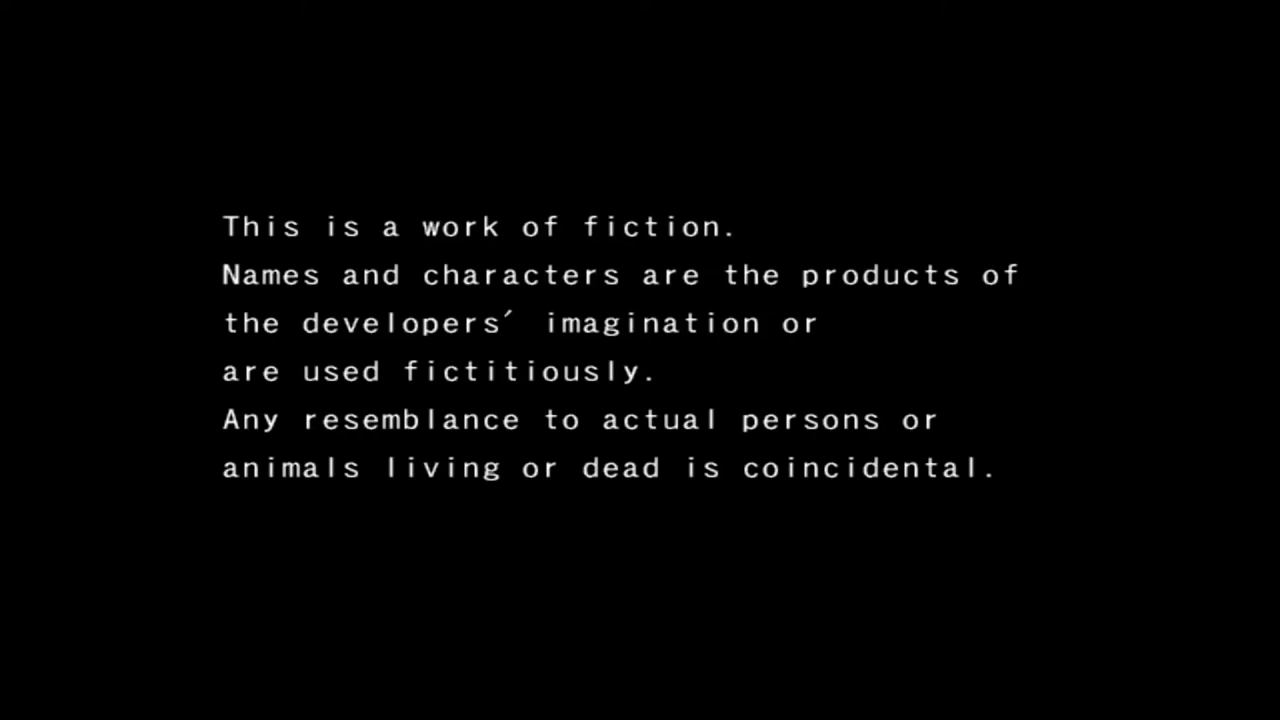 This is a work of fiction.
Names and characters are the products of
the developers´ imagination or
are used fictitiously.
Any resemblance to actual persons or
animals living or dead is coincidental.